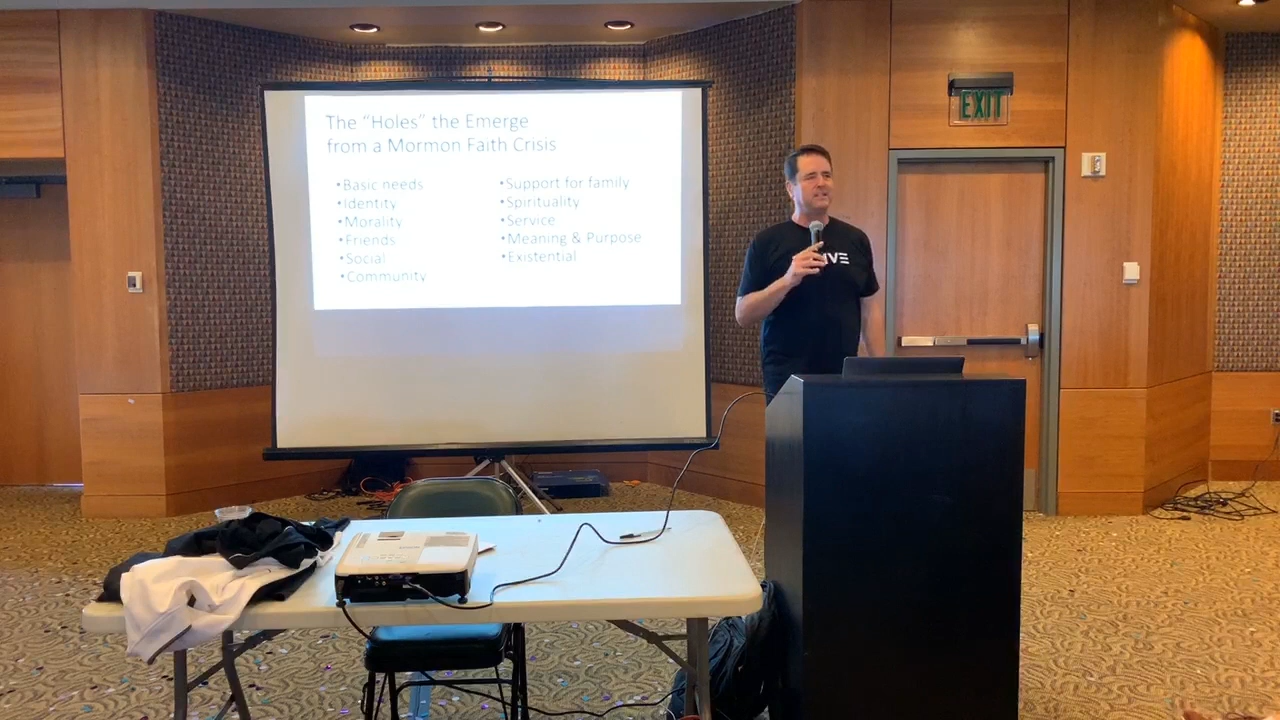 The “Holes” the Emerge
from a Mormon Faith Crisis
•Basic needs
•Identity
•Morality
•Friends
•Social
•Community
•Support for family
•Spirituality
•Service
•Meaning & Purpose
•Existential
EXIT